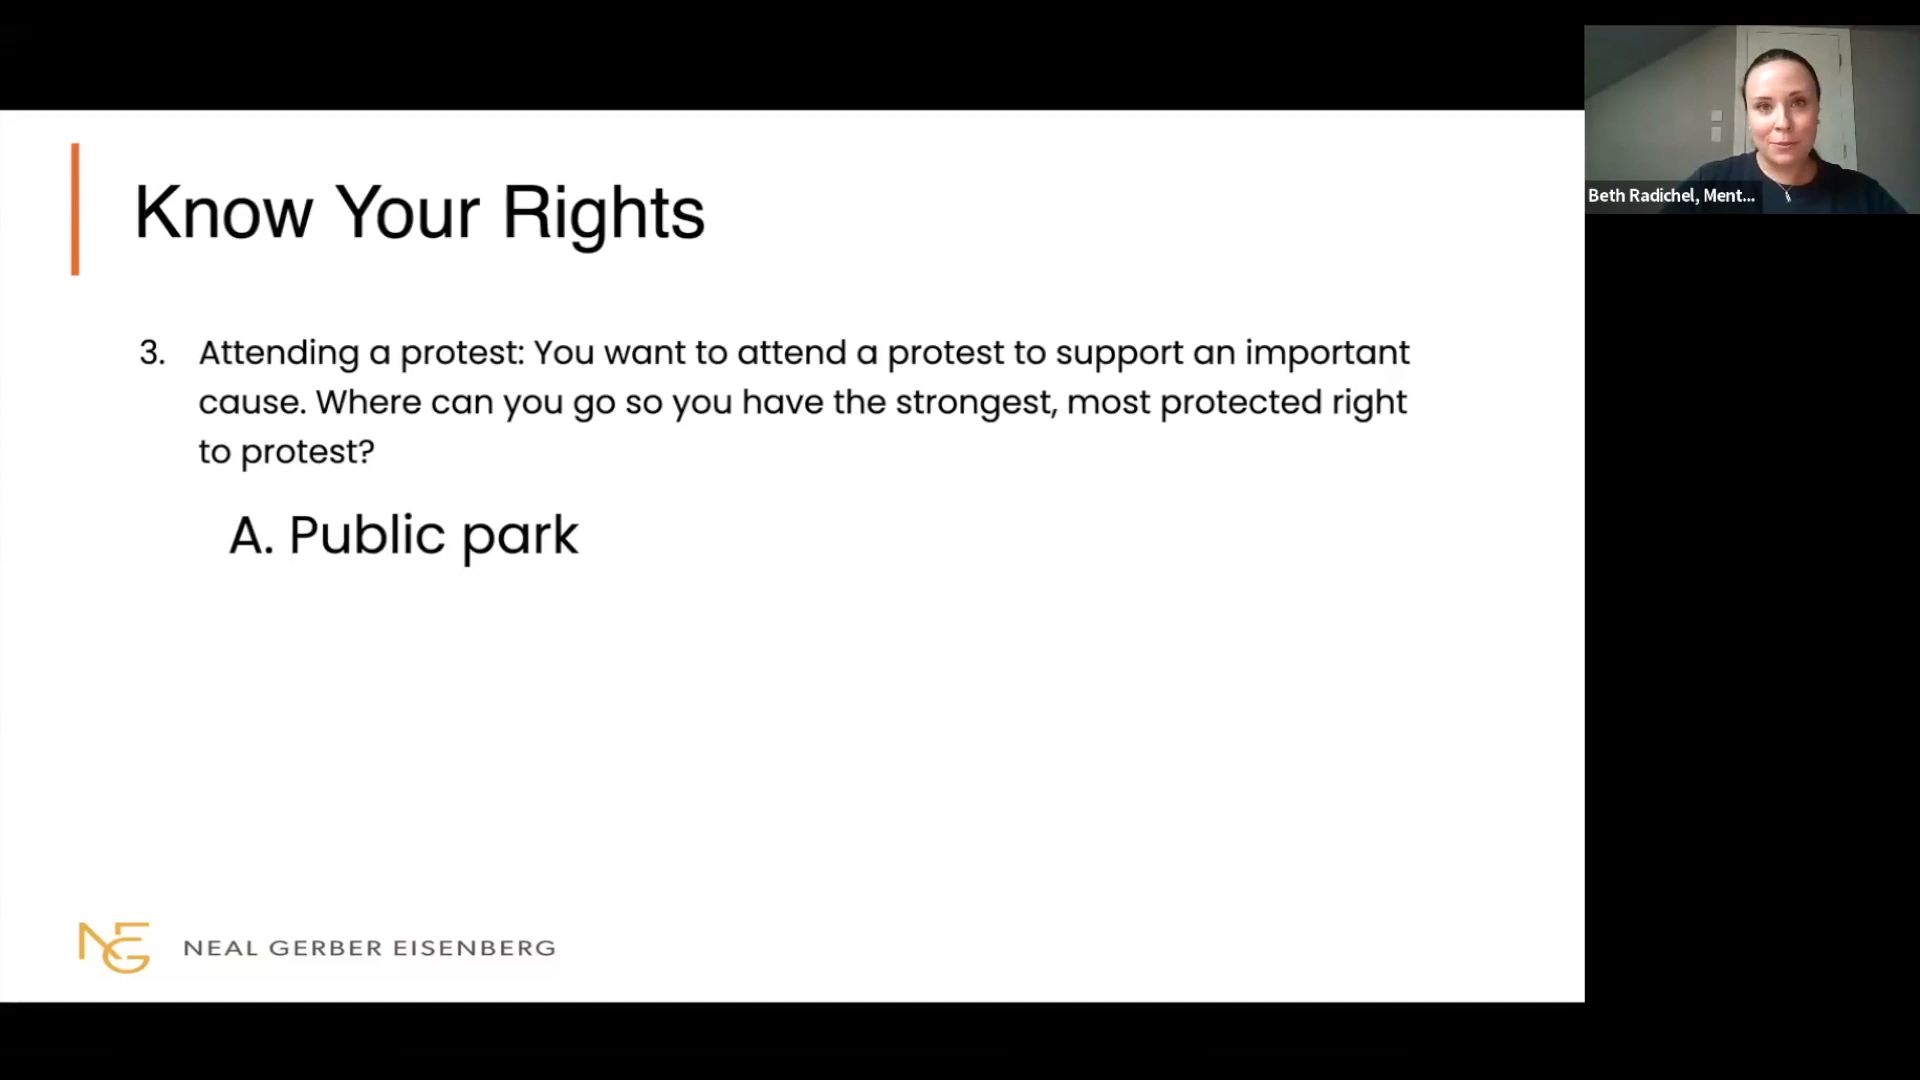 Know Your Rights
3. Attending a protest: You want to attend a protest to support an important
cause. Where can you go so you have the strongest, most protected right
to protest?
A. Public park
NEG NEAL GERBER EISENBERG
Beth Radichel, Ment...